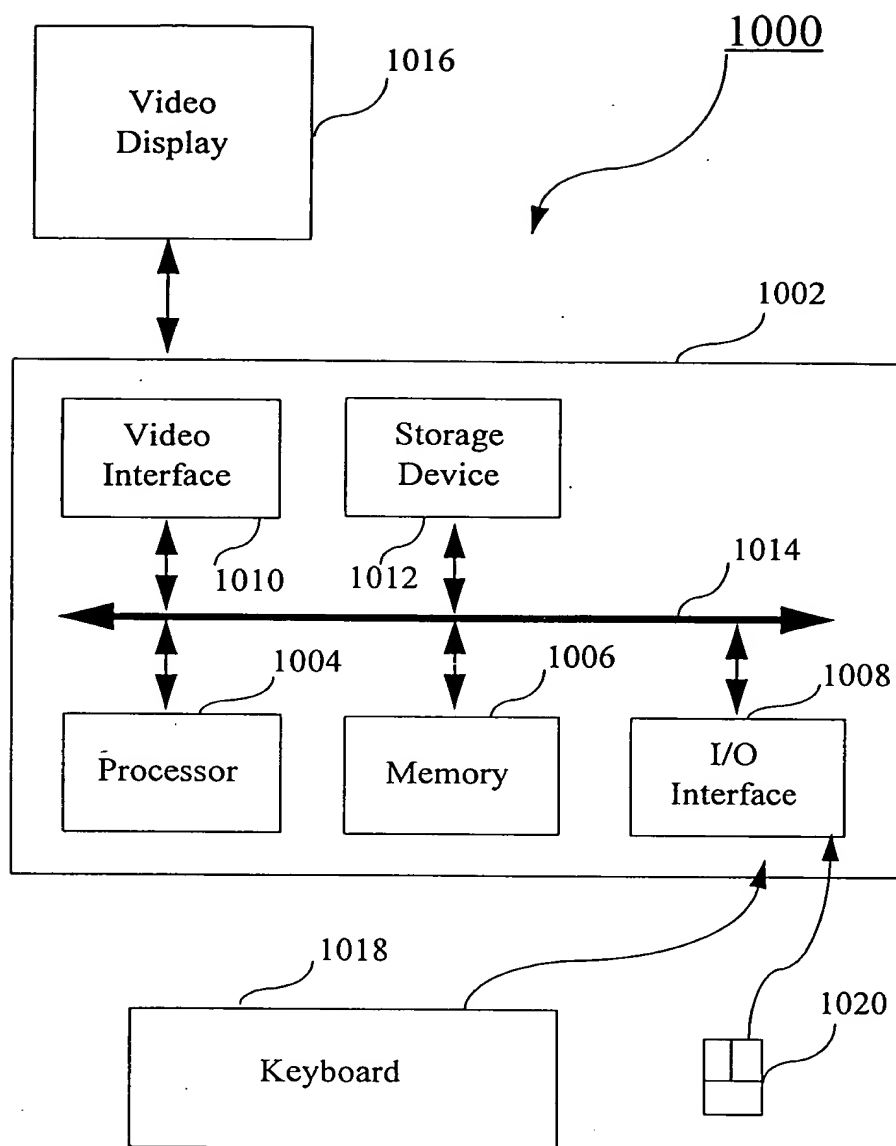 1000
1016
Video
Display
1002
Video
Interface
Storage
Device
1010
1012
1014
1004
1006
1008
Processor
Memory
I/O
Interface
1018
1020
Keyboard